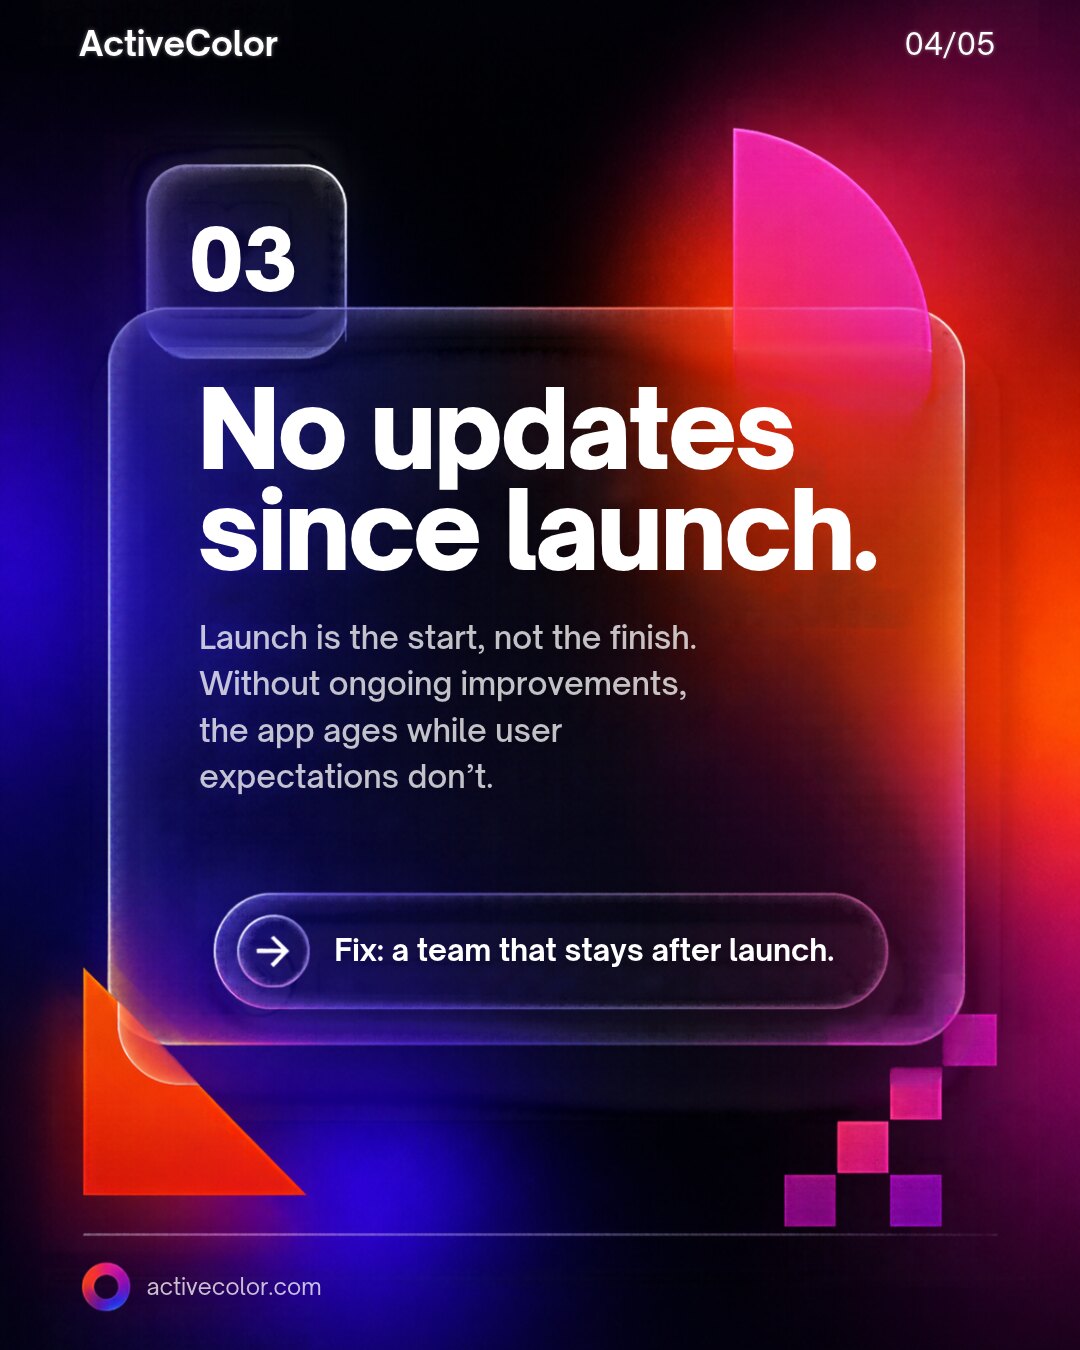 ActiveColor
04/05
03
No updates
since launch.
Launch is the start, not the finish.
Without ongoing improvements,
the app ages while user
expectations don’t.
Fix: a team that stays after launch.
activecolor.com